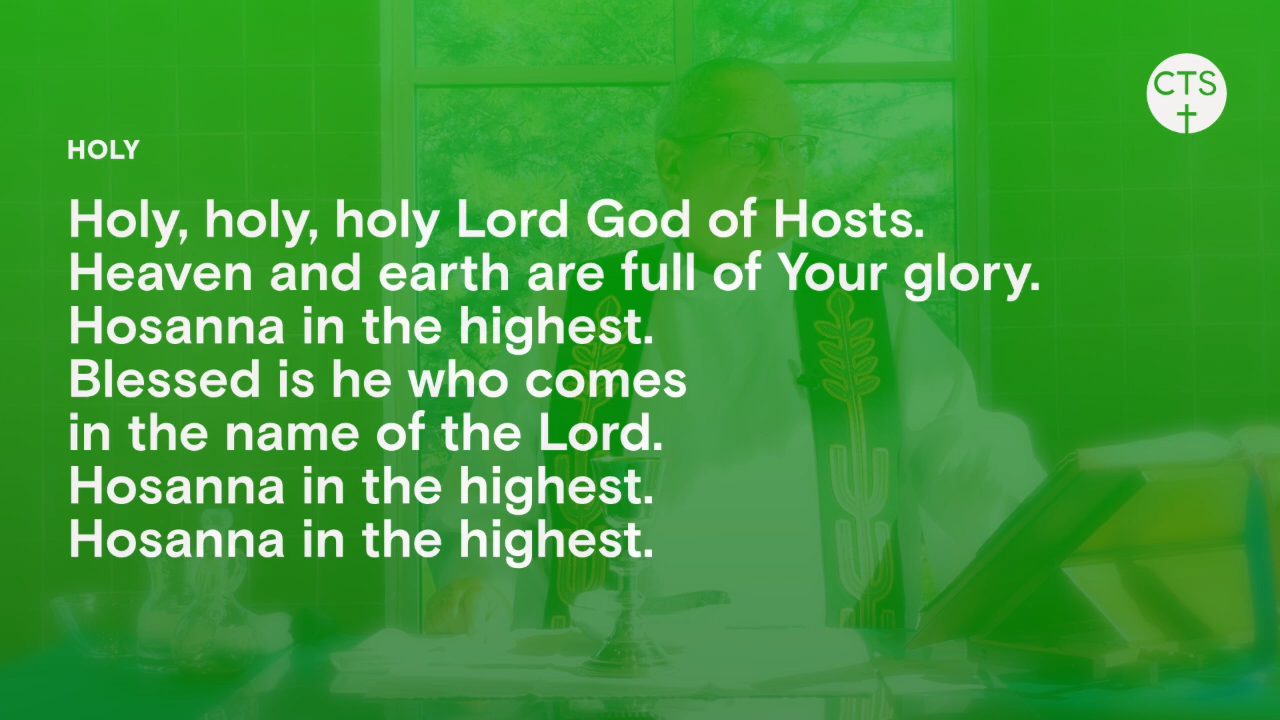 CTS
HOLY
Holy, holy, holy Lord God of Hosts.
Heaven and earth are full of Your glory.
Hosanna in the highest.
Blessed is he who comes
in the name of the Lord.
Hosanna in the highest.
Hosanna in the highest.